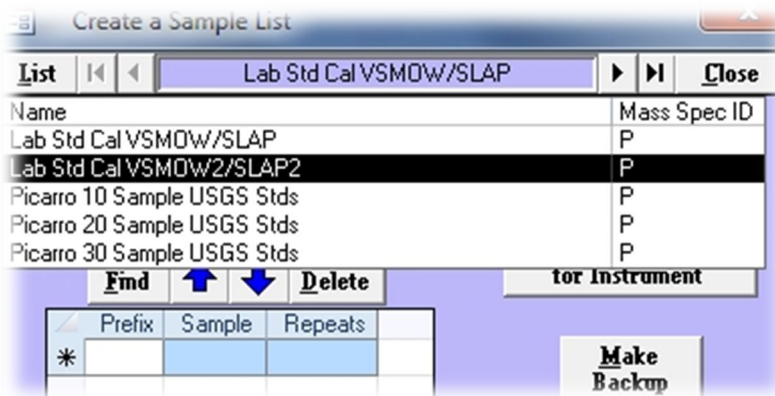 Create a Sample List
List Lab Std Cal VSMOW/SLAP Close
Name Mass Spec ID
Lab Std Cal VSMOW/SLAP P
Lab Std Cal VSMOW2/SLAP2 P
Picarro 10 Sample USGS Stds P
Picarro 20 Sample USGS Stds P
Picarro 30 Sample USGS Stds P
Find Delete for Instrument
Prefix Sample Repeats
Make
Backup